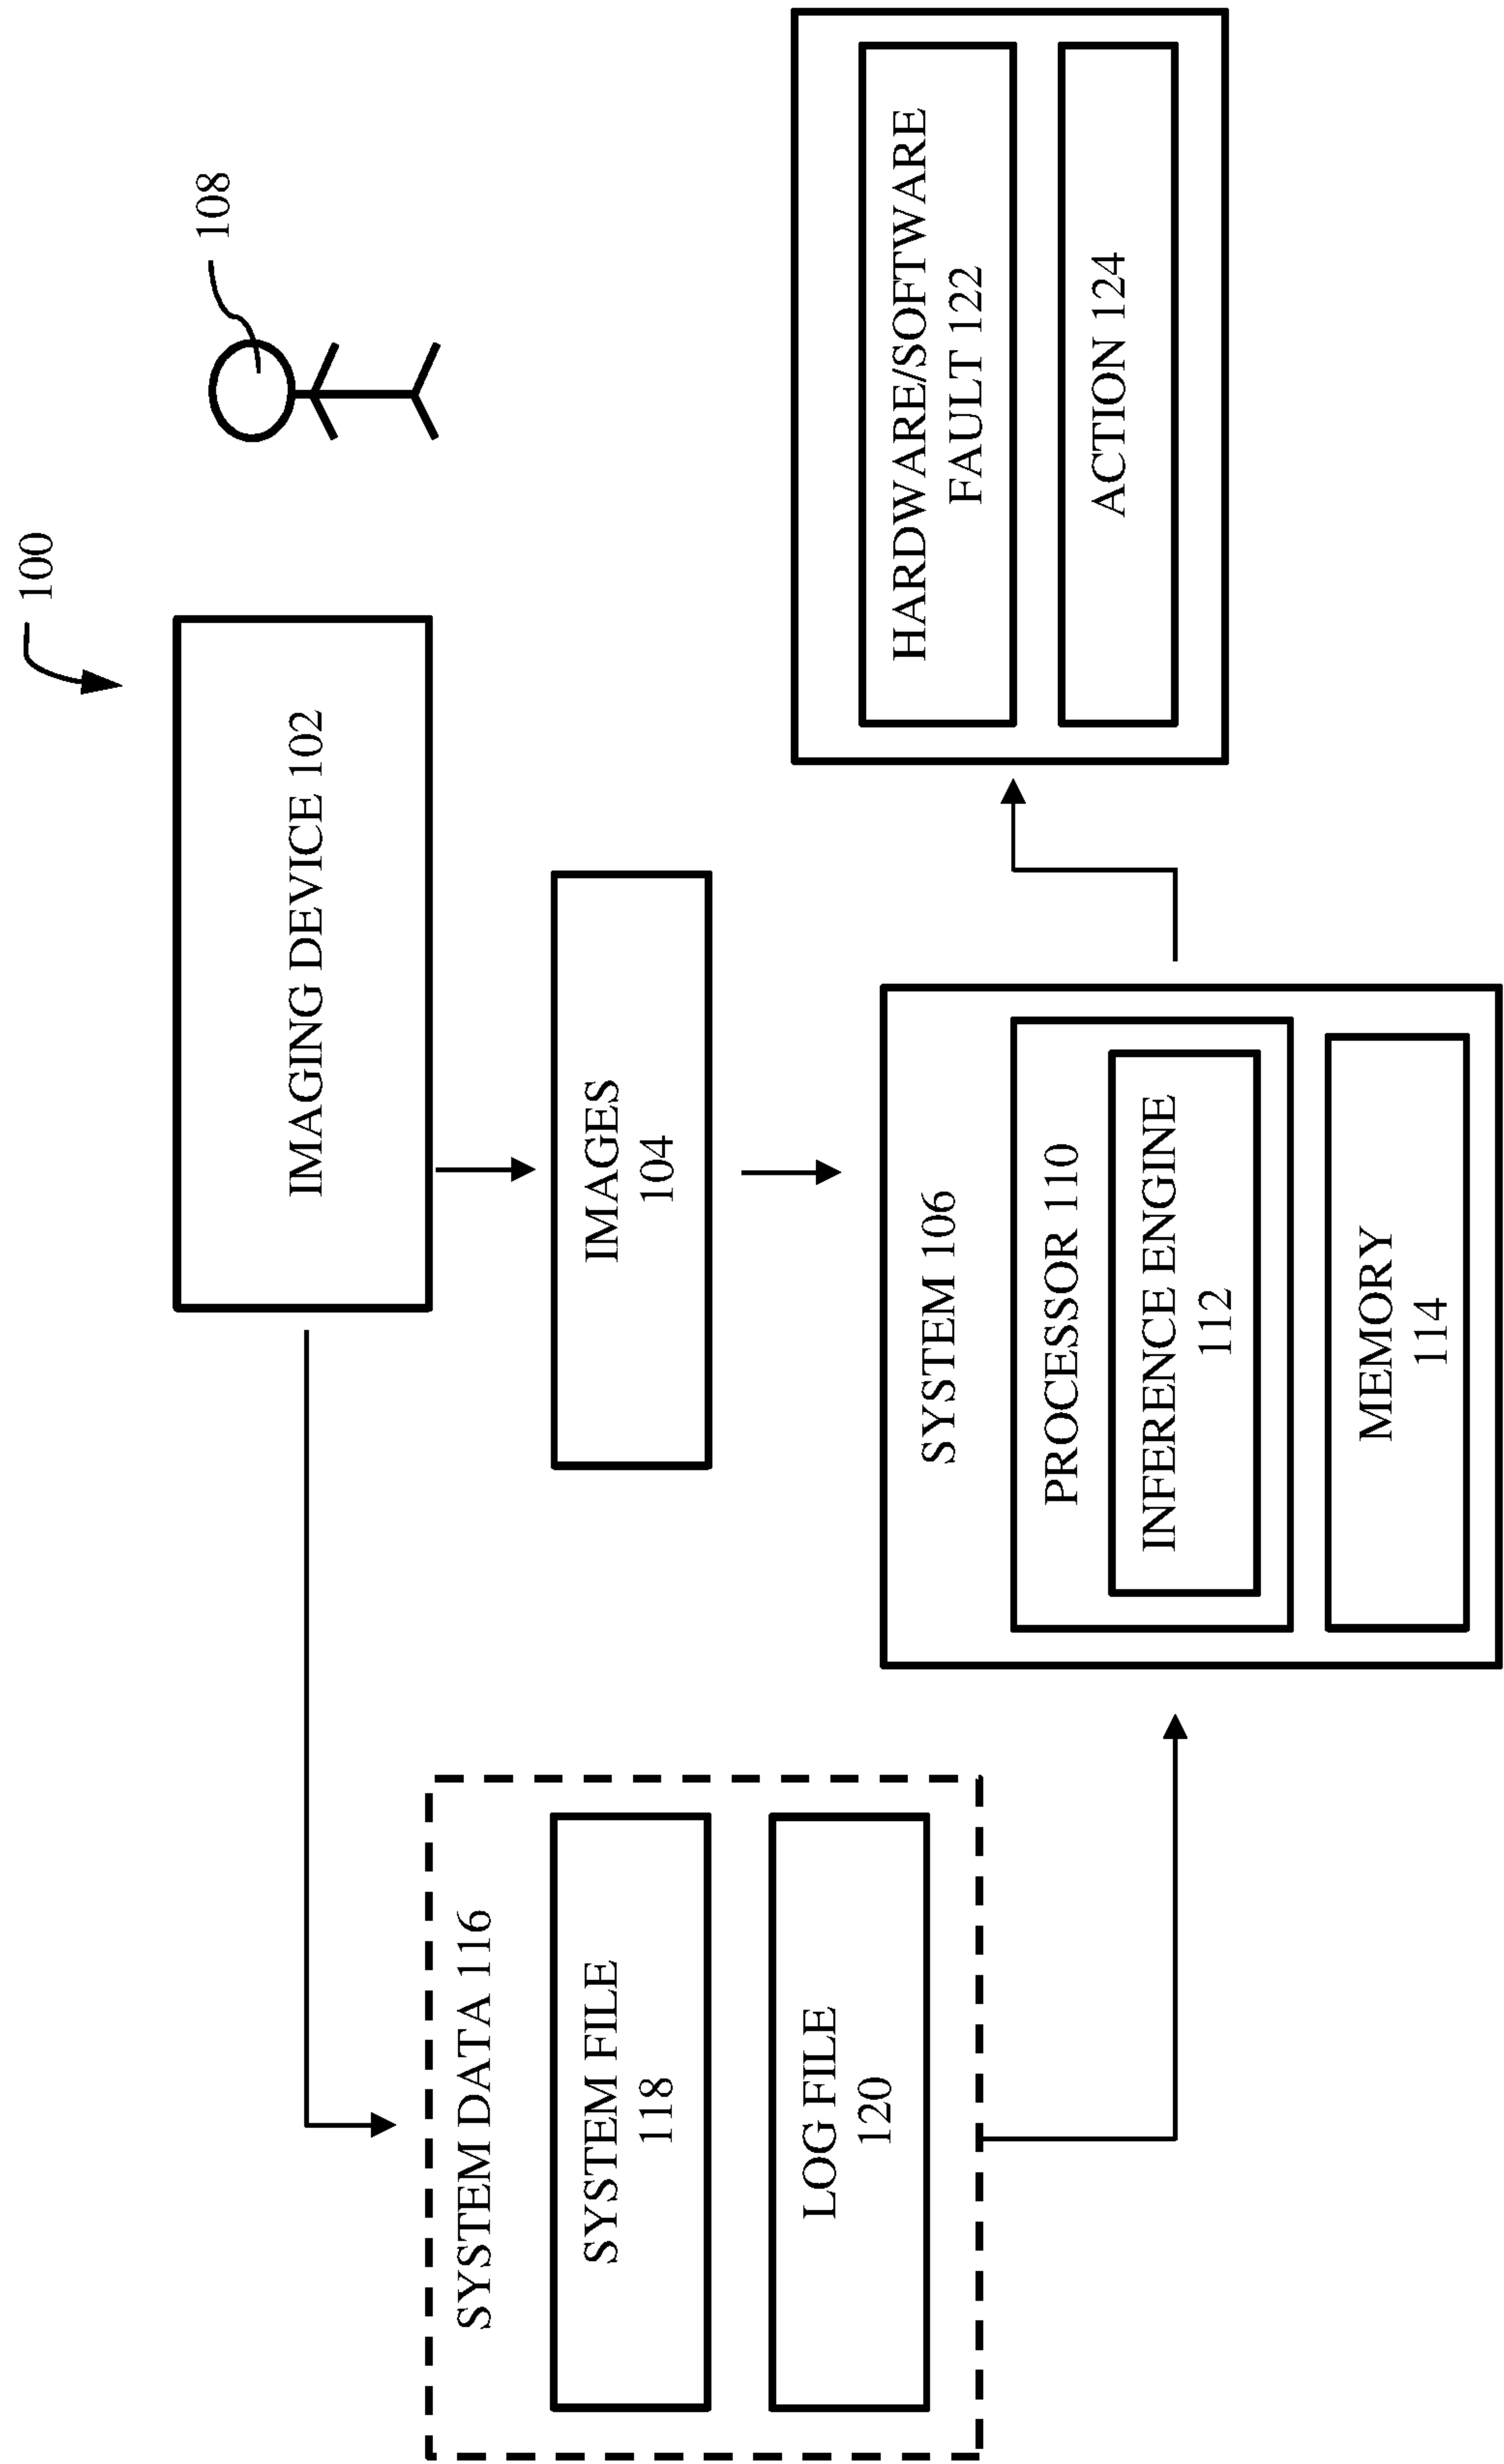 100
108
IMAGING DEVICE 102
IMAGES
104
SYSTEM DATA 116
SYSTEM FILE
118
LOG FILE
120
SYSTEM 106
PROCESSOR 110
INFERENCE ENGINE
112
MEMORY
114
HARDWARE/SOFTWARE
FAULT 122
ACTION 124